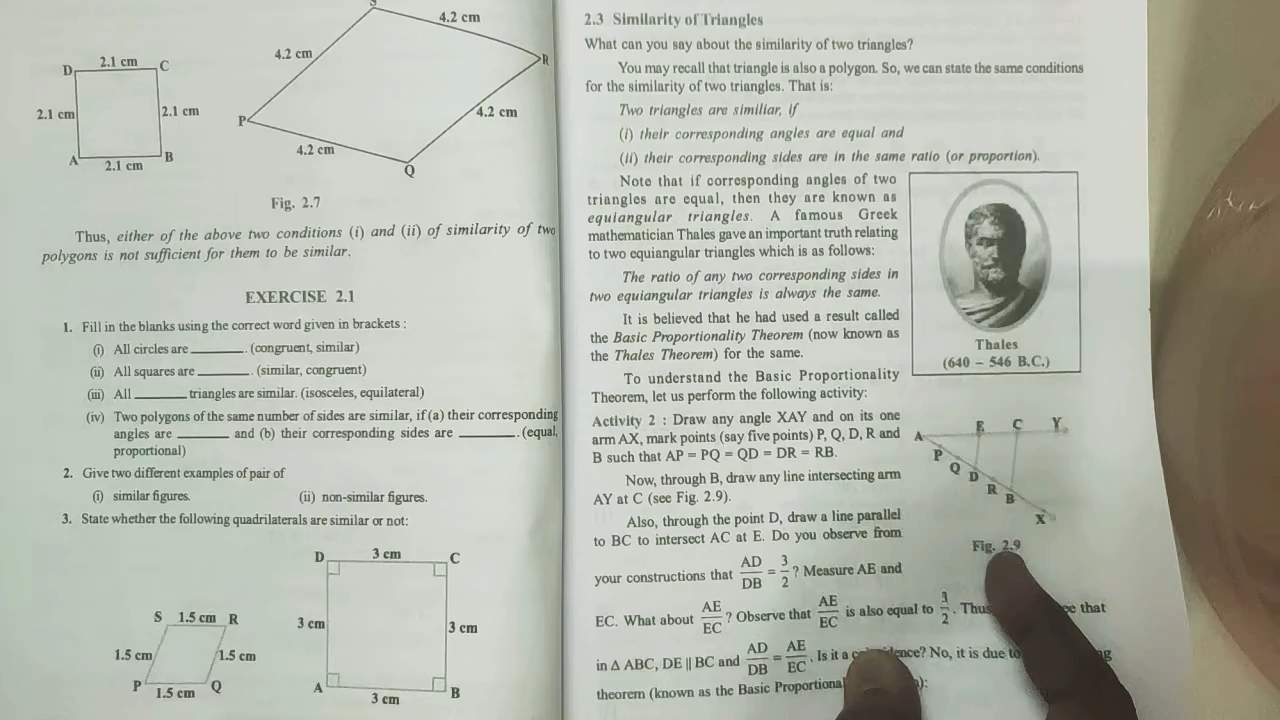 S
4.2 cm
4.2 cm
R
4.2 cm
P
4.2 cm
Q
D
2.1 cm
C
2.1 cm
2.1 cm
A
2.1 cm
B
Fig. 2.7
Thus, either of the above two conditions (i) and (ii) of similarity of two
polygons is not sufficient for them to be similar.
EXERCISE 2.1
1. Fill in the blanks using the correct word given in brackets :
(i) All circles are ________. (congruent, similar)
(ii) All squares are ________. (similar, congruent)
(iii) All ________ triangles are similar. (isosceles, equilateral)
(iv) Two polygons of the same number of sides are similar, if (a) their corresponding
angles are ________ and (b) their corresponding sides are ________. (equal,
proportional)
2. Give two different examples of pair of
(i) similar figures. (ii) non-similar figures.
3. State whether the following quadrilaterals are similar or not:
S 1.5 cm R
1.5 cm
1.5 cm
P 1.5 cm Q
D 3 cm C
3 cm
3 cm
A 3 cm B
2.3 Similarity of Triangles
What can you say about the similarity of two triangles?
You may recall that triangle is also a polygon. So, we can state the same conditions
for the similarity of two triangles. That is:
Two triangles are similiar, if
(i) their corresponding angles are equal and
(ii) their corresponding sides are in the same ratio (or proportion).
Note that if corresponding angles of two
triangles are equal, then they are known as
equiangular triangles. A famous Greek
mathematician Thales gave an important truth relating
to two equiangular triangles which is as follows:
The ratio of any two corresponding sides in
two equiangular triangles is always the same.
It is believed that he had used a result called
the Basic Proportionality Theorem (now known as
the Thales Theorem) for the same.
Thales
(640 – 546 B.C.)
To understand the Basic Proportionality
Theorem, let us perform the following activity:
Activity 2 : Draw any angle XAY and on its one
arm AX, mark points (say five points) P, Q, D, R and
B such that AP = PQ = QD = DR = RB.
Now, through B, draw any line intersecting arm
AY at C (see Fig. 2.9).
Also, through the point D, draw a line parallel
to BC to intersect AC at E. Do you observe from
your constructions that AD/DB = 3/2 ? Measure AE and
A E C Y
P Q D R B X
Fig. 2.9
EC. What about AE/EC ? Observe that AE/EC is also equal to 3/2 . Thus that
in Δ ABC, DE || BC and AD/DB = AE/EC . Is it a No, it is due to
theorem (known as the Basic